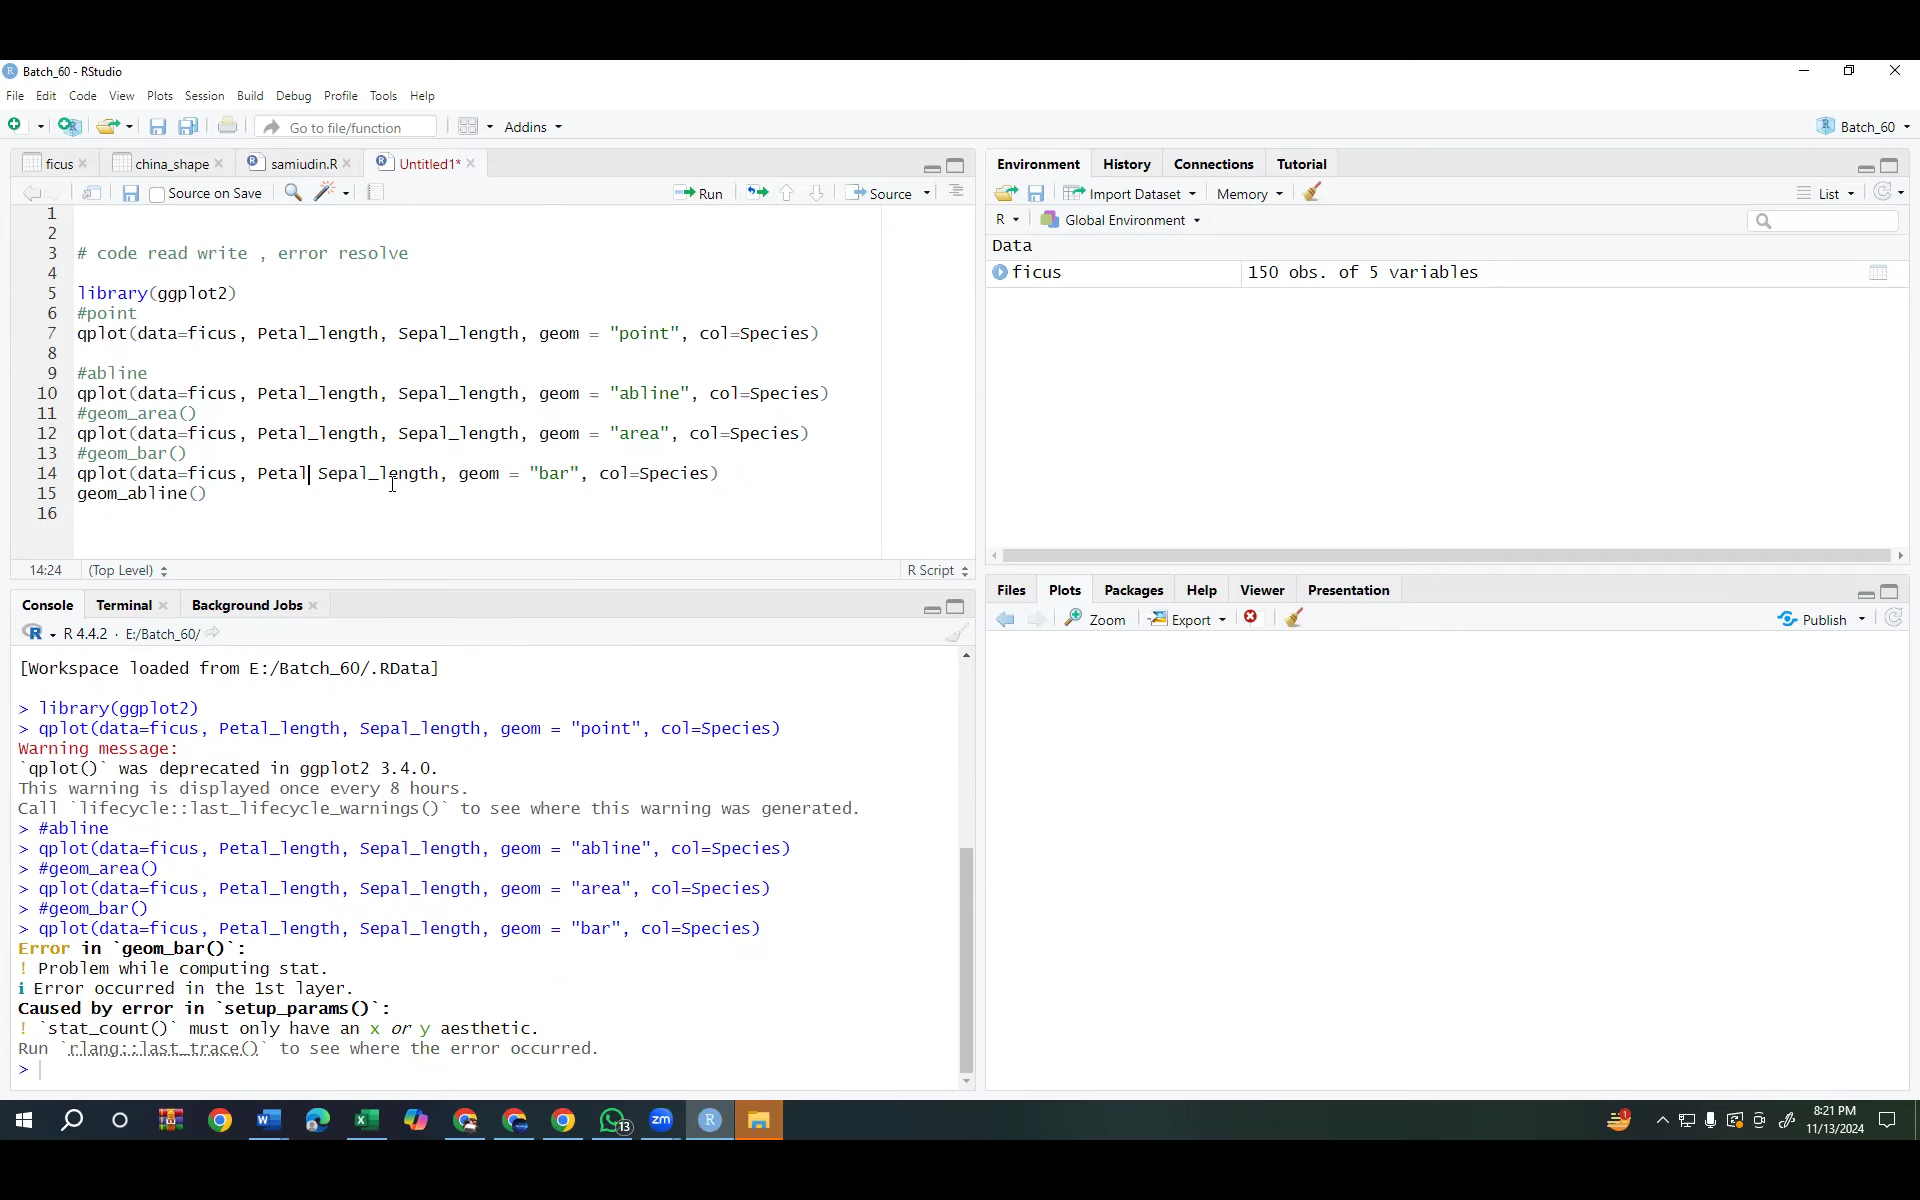 Batch_60 - RStudio
File Edit Code View Plots Session Build Debug Profile Tools Help
Go to file/function Addins Batch_60
ficus china_shape samiudin.R Untitled1*
Source on Save Run Source
1
2
3 # code read write , error resolve
4
5 library(ggplot2)
6 #point
7 qplot(data=ficus, Petal_length, Sepal_length, geom = "point", col=Species)
8
9 #abline
10 qplot(data=ficus, Petal_length, Sepal_length, geom = "abline", col=Species)
11 #geom_area()
12 qplot(data=ficus, Petal_length, Sepal_length, geom = "area", col=Species)
13 #geom_bar()
14 qplot(data=ficus, Petal Sepal_length, geom = "bar", col=Species)
15 geom_abline()
16
14:24 (Top Level) R Script
Console Terminal Background Jobs
R 4.4.2 · E:/Batch_60/
[Workspace loaded from E:/Batch_60/.RData]
> library(ggplot2)
> qplot(data=ficus, Petal_length, Sepal_length, geom = "point", col=Species)
Warning message:
`qplot()` was deprecated in ggplot2 3.4.0.
This warning is displayed once every 8 hours.
Call `lifecycle::last_lifecycle_warnings()` to see where this warning was generated.
> #abline
> qplot(data=ficus, Petal_length, Sepal_length, geom = "abline", col=Species)
> #geom_area()
> qplot(data=ficus, Petal_length, Sepal_length, geom = "area", col=Species)
> #geom_bar()
> qplot(data=ficus, Petal_length, Sepal_length, geom = "bar", col=Species)
Error in `geom_bar()`:
! Problem while computing stat.
ℹ Error occurred in the 1st layer.
Caused by error in `setup_params()`:
! `stat_count()` must only have an x or y aesthetic.
Run `rlang::last_trace()` to see where the error occurred.
>
Environment History Connections Tutorial
Import Dataset Memory List
R Global Environment
Data
ficus 150 obs. of 5 variables
Files Plots Packages Help Viewer Presentation
Zoom Export Publish
13 zm R 1
8:21 PM
11/13/2024